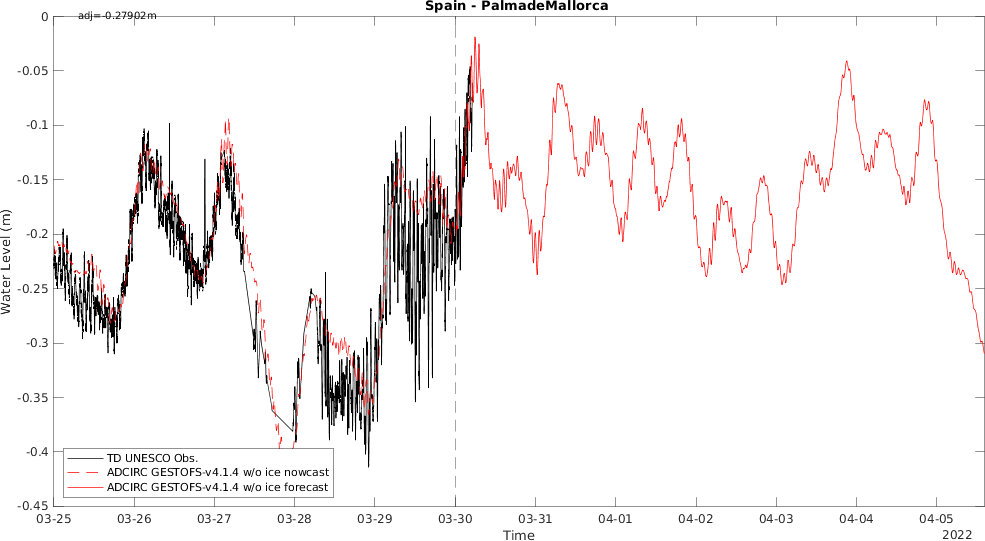 Spain - PalmadeMallorca
adj=-0.27902m
0
-0.05
-0.1
-0.15
-0.2
-0.25
-0.3
-0.35
-0.4
-0.45
Water Level (m)
TD UNESCO Obs.
ADCIRC GESTOFS-v4.1.4 w/o ice nowcast
ADCIRC GESTOFS-v4.1.4 w/o ice forecast
03-25 03-26 03-27 03-28 03-29 03-30 03-31 04-01 04-02 04-03 04-04 04-05
Time
2022